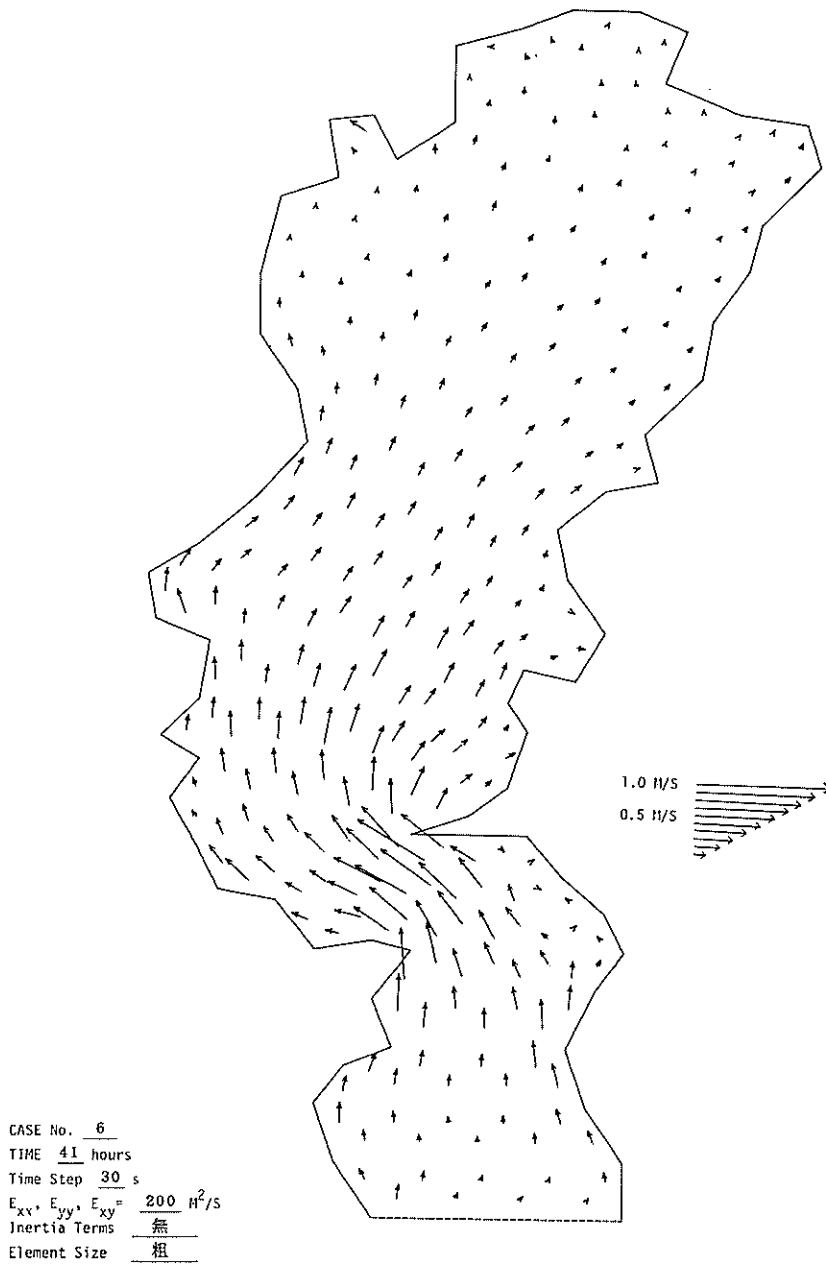 1.0 M/S
0.5 M/S
CASE No. 6
TIME 41 hours
Time Step 30 s
Exx, Eyy, Exy= 200 M²/S
Inertia Terms 無
Element Size 粗